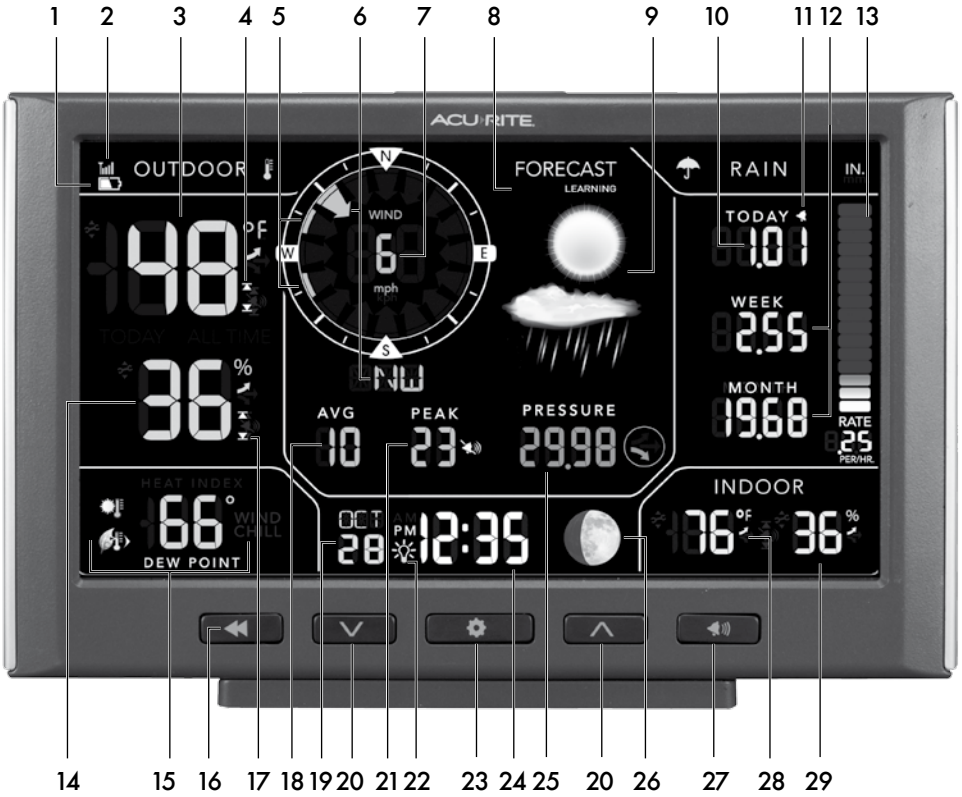 1 2 3 4 5 6 7 8 9 10 11 12 13
ACU RITE
OUTDOOR
48 °F
TODAY ALL TIME
36 %
HEAT INDEX
66°
WIND CHILL
DEW POINT
N
W
E
S
WIND
6
mph
kph
NW
AVG
10
PEAK
23
FORECAST
LEARNING
PRESSURE
29.98
OCT
28
AM
PM
12:35
RAIN
IN.
mm
TODAY
1.01
WEEK
2.55
MONTH
19.68
RATE
.25
PER/HR.
INDOOR
76 °F
36 %
14 15 16 17 18 19 20 21 22 23 24 25 20 26 27 28 29